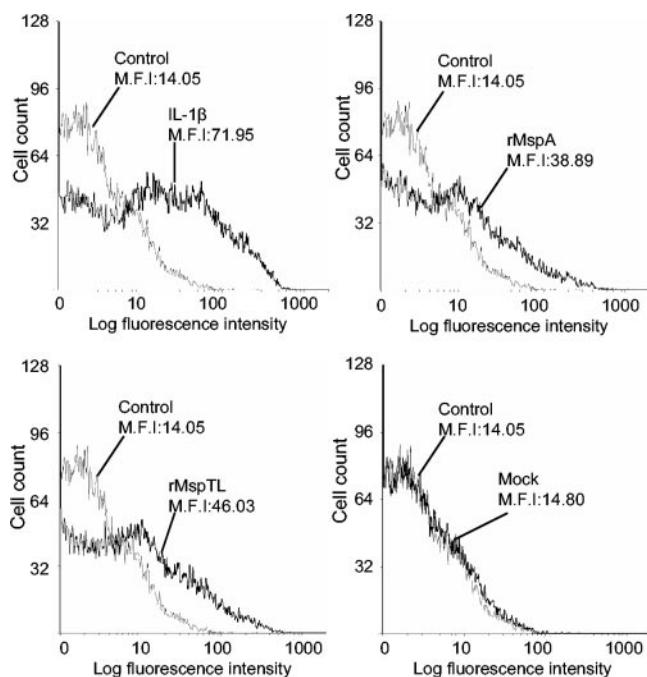 128
96
64
32
Cell count
Control
M.F.I:14.05
IL-1β
M.F.I:71.95
0 10 100 1000
Log fluorescence intensity
128
96
64
32
Cell count
Control
M.F.I:14.05
rMspA
M.F.I:38.89
0 10 100 1000
Log fluorescence intensity
128
96
64
32
Cell count
Control
M.F.I:14.05
rMspTL
M.F.I:46.03
0 10 100 1000
Log fluorescence intensity
128
96
64
32
Cell count
Control
M.F.I:14.05
Mock
M.F.I:14.80
0 10 100 1000
Log fluorescence intensity